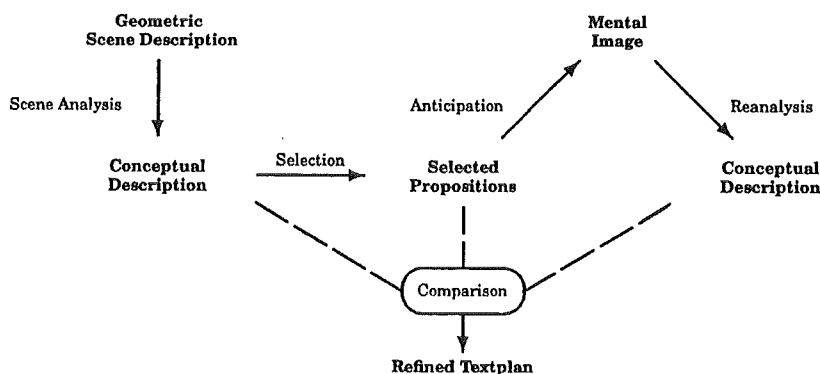 Geometric
Scene Description
Mental
Image
Scene Analysis
Anticipation
Reanalysis
Conceptual
Description
Selection
Selected
Propositions
Conceptual
Description
Comparison
Refined Textplan